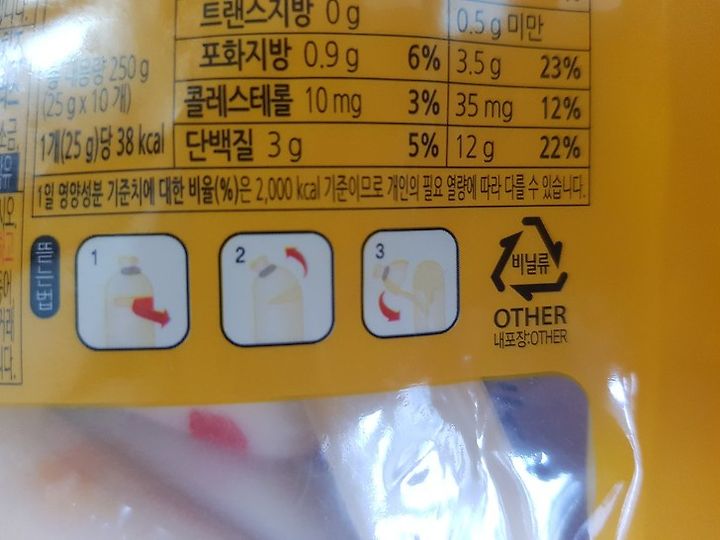 트랜스지방 0 g
0.5 g 미만
포화지방 0.9 g 6% 3.5 g 23%
총 내용량 250 g
(25 g x 10 개)
콜레스테롤 10 mg 3% 35 mg 12%
1개(25 g)당 38 kcal
단백질 3 g 5% 12 g 22%
1일 영양성분 기준치에 대한 비율(%)은 2,000 kcal 기준이므로 개인의 필요 열량에 따라 다를 수 있습니다.
뜯는 법
1
2
3
비닐류
OTHER
내포장:OTHER